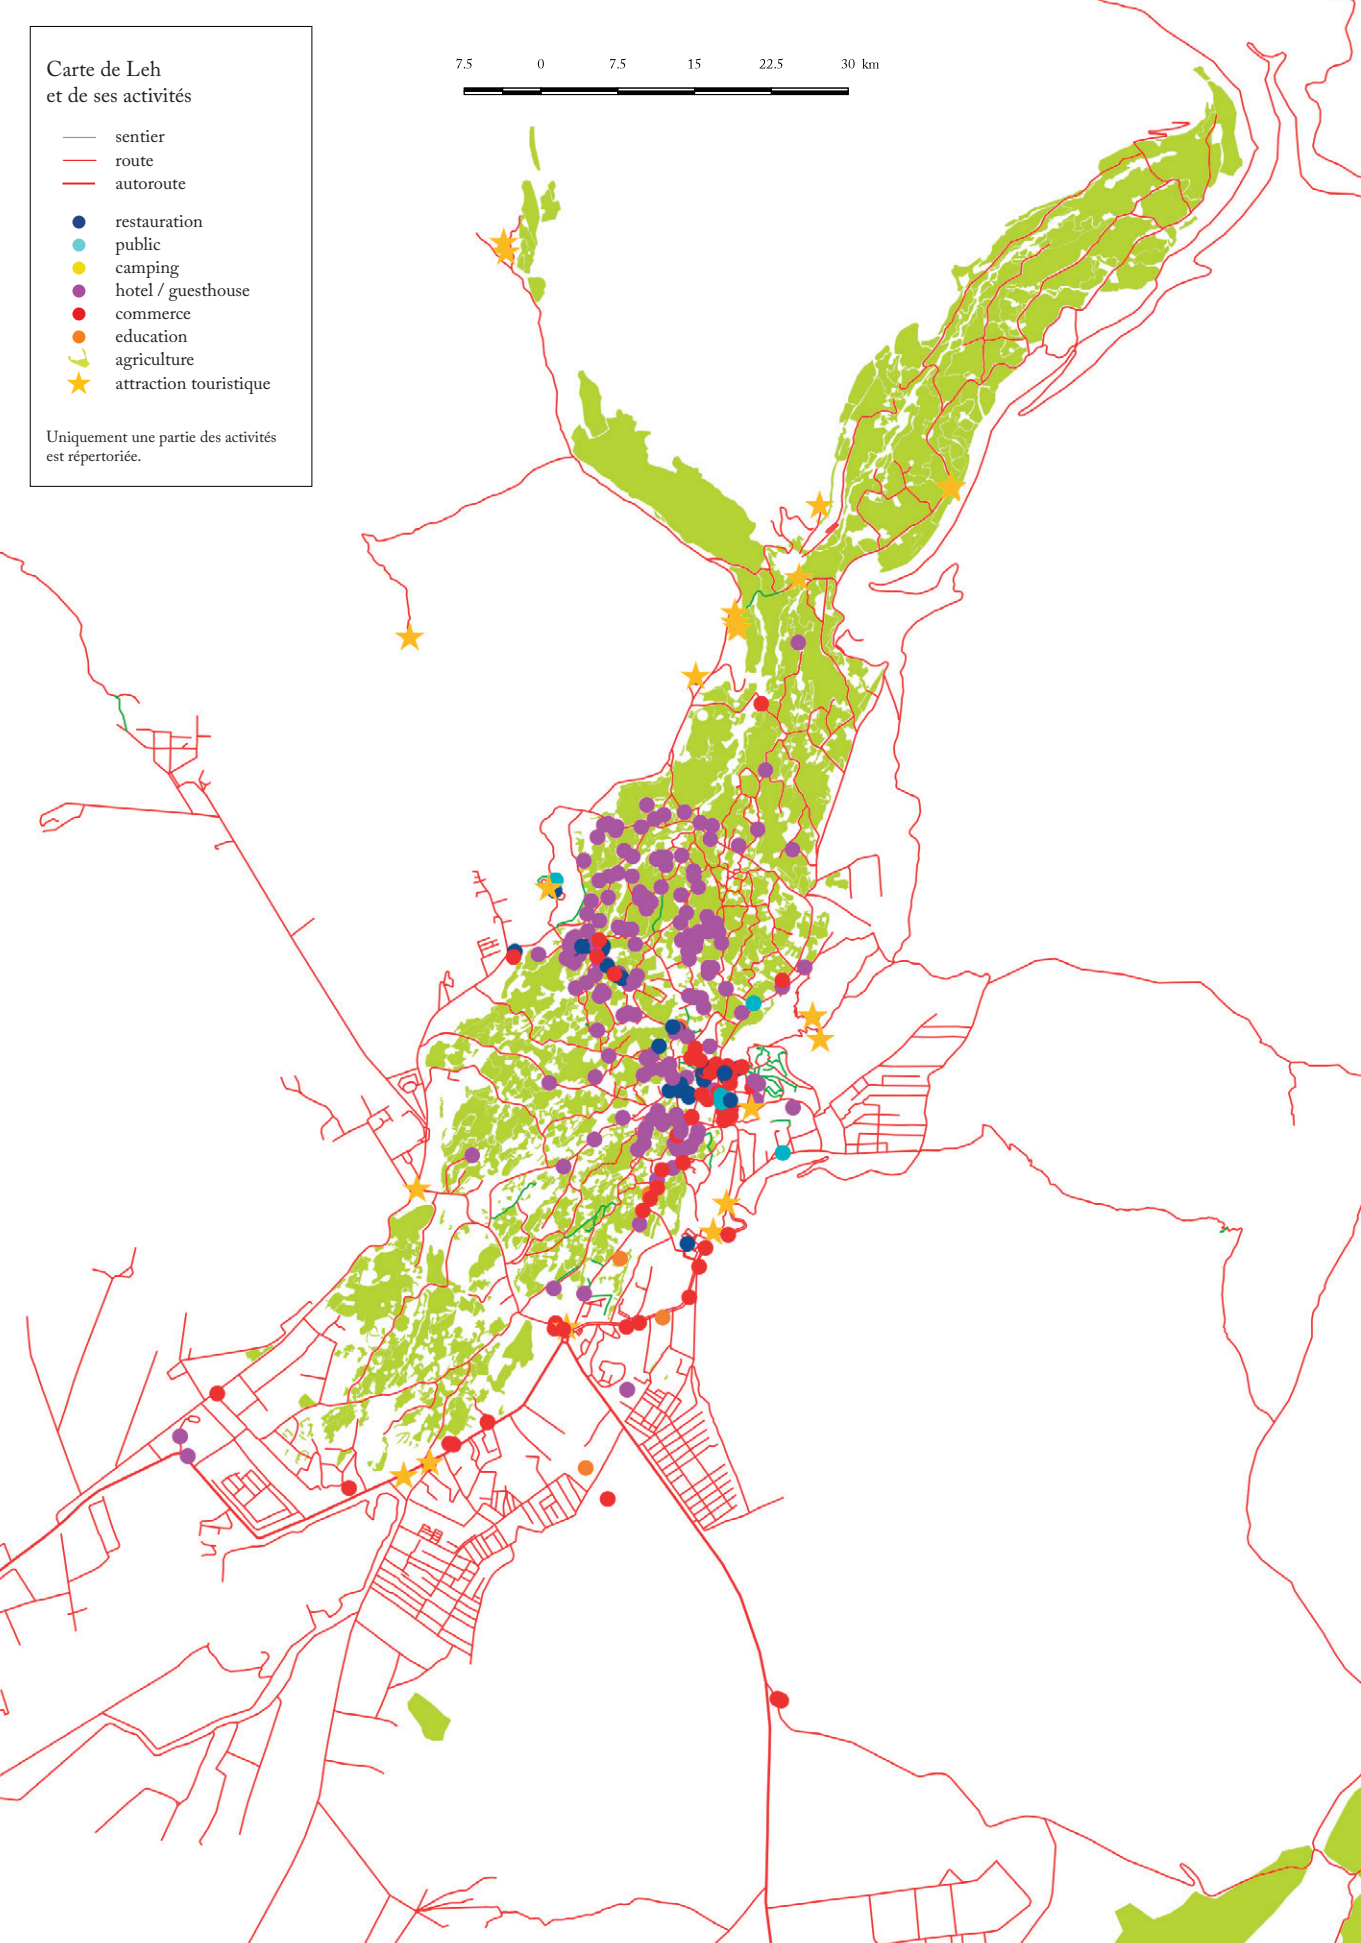 Carte de Leh
et de ses activités
sentier
route
autoroute
restauration
public
camping
hotel / guesthouse
commerce
education
agriculture
attraction touristique
Uniquement une partie des activités
est répertoriée.
7.5 0 7.5 15 22.5 30 km